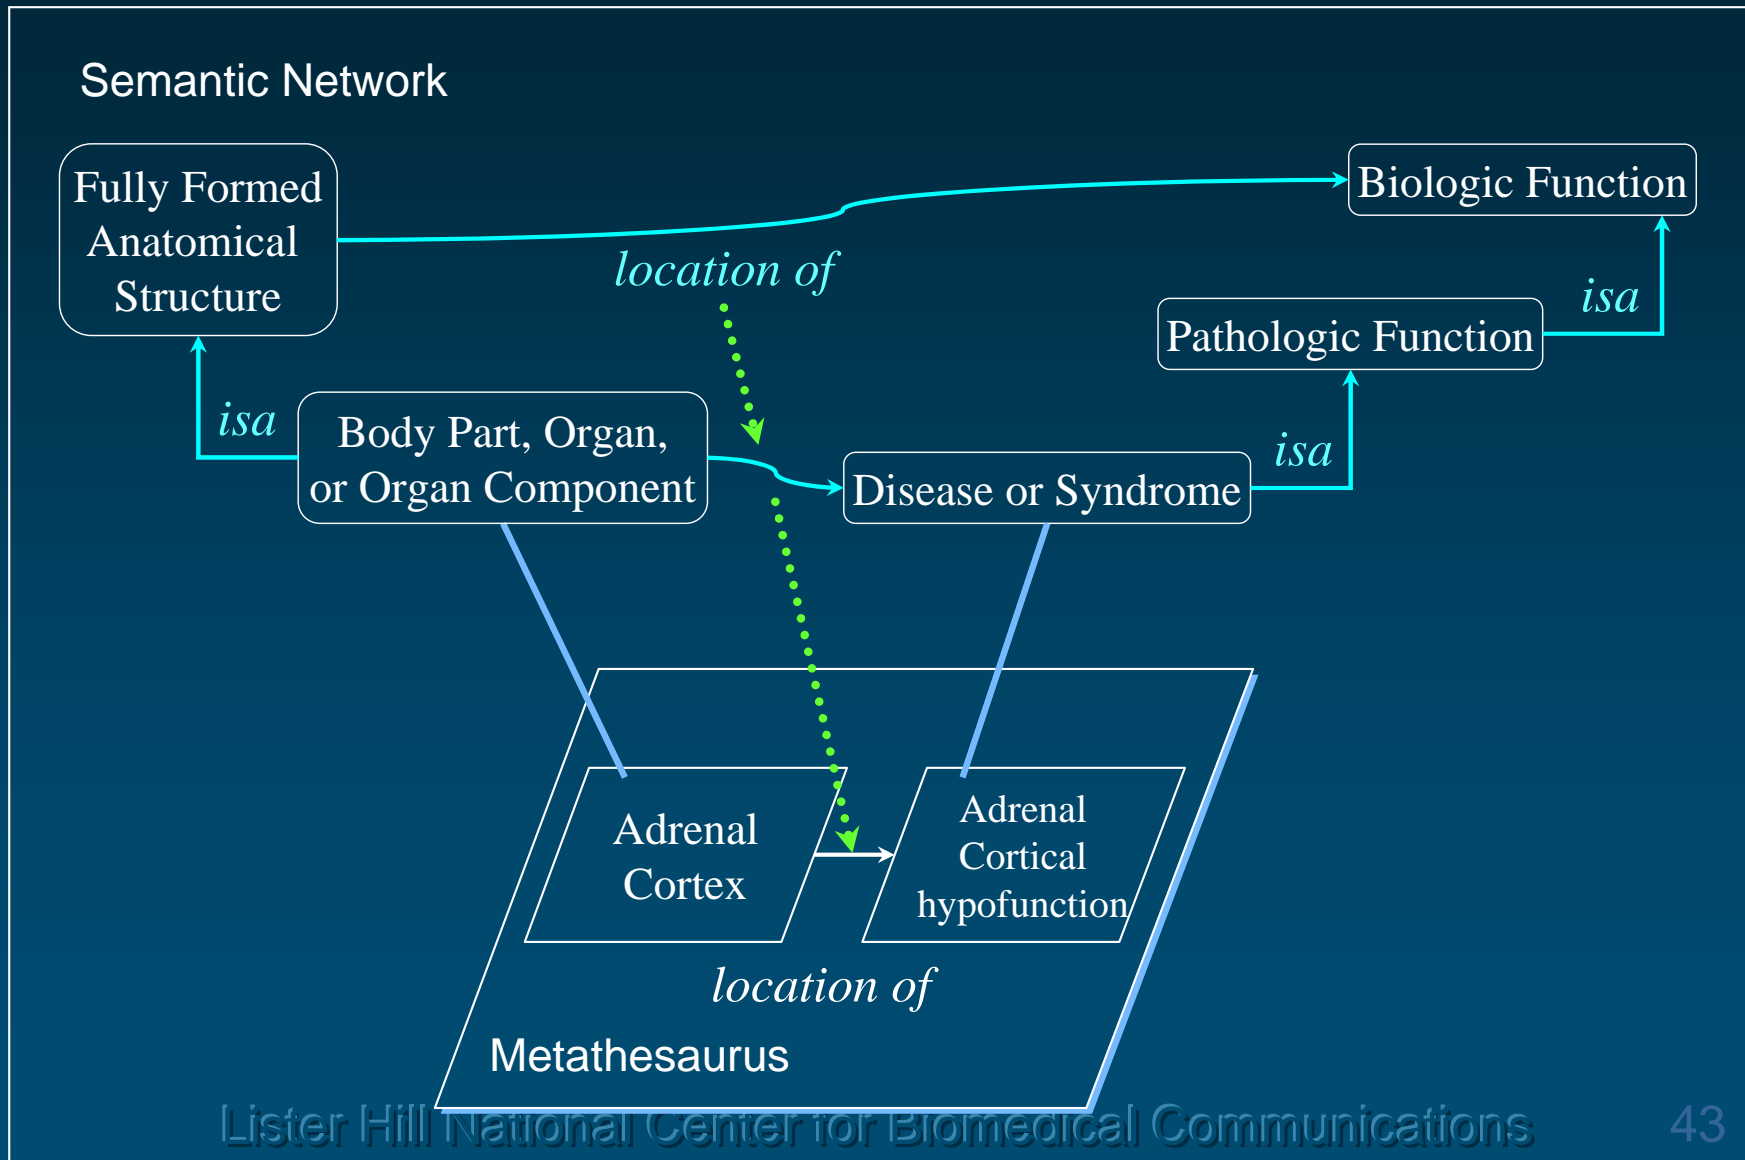 Semantic Network
Fully Formed
Anatomical
Structure
Biologic Function
location of
isa
Pathologic Function
isa
Body Part, Organ,
or Organ Component
isa
Disease or Syndrome
Adrenal
Cortex
Adrenal
Cortical
hypofunction
location of
Metathesaurus
Lister Hill National Center for Biomedical Communications
43